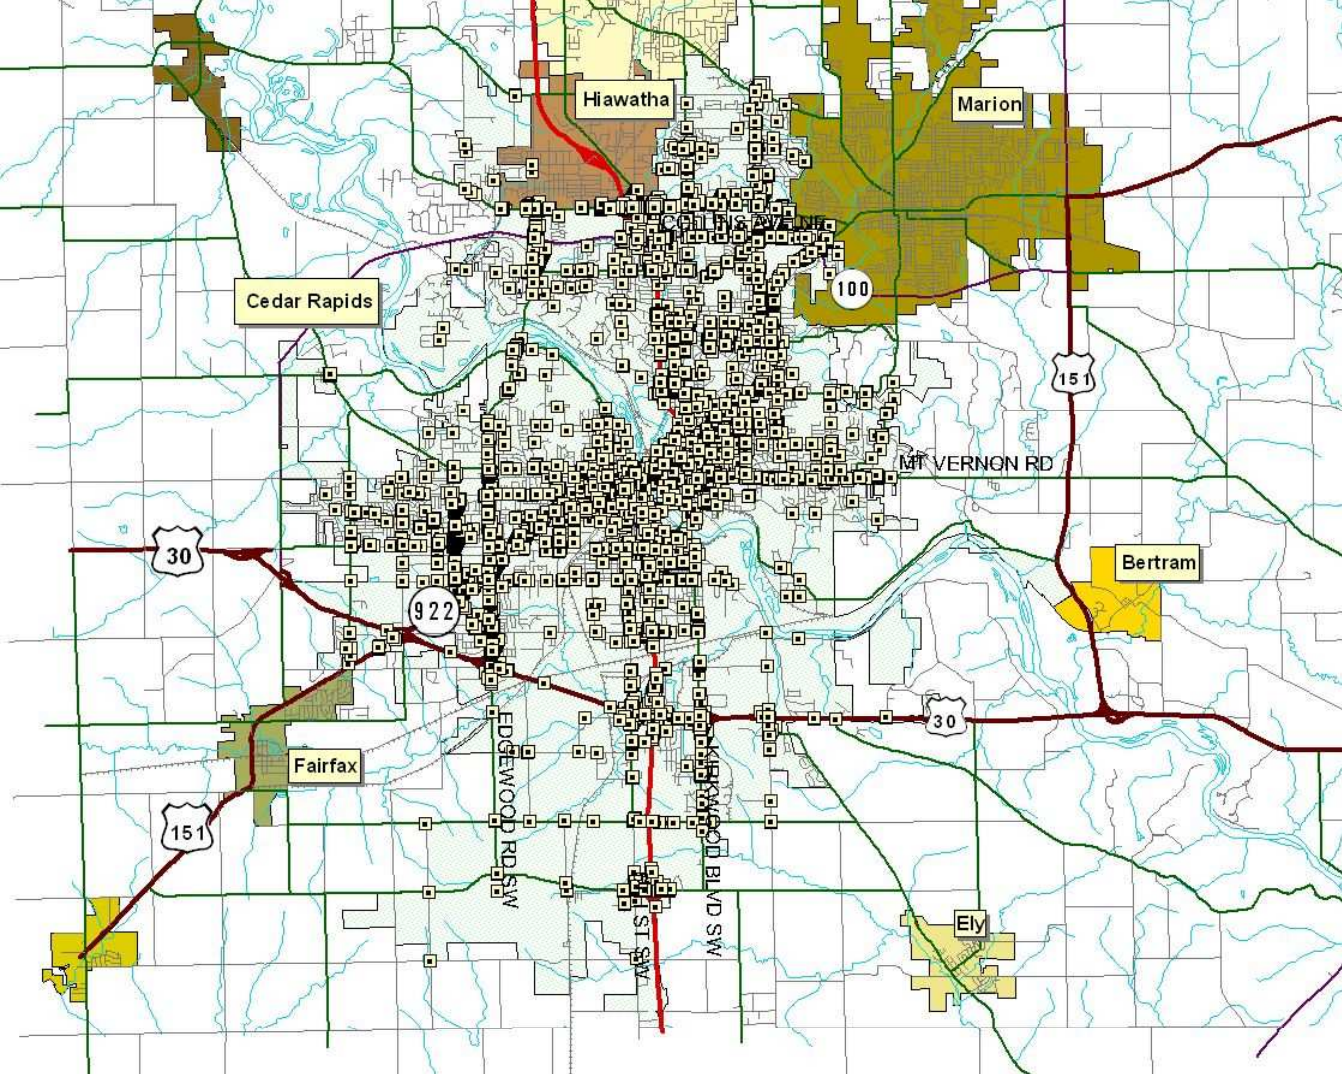 Hiawatha
Marion
COLLINS AVE NE
100
Cedar Rapids
151
MT VERNON RD
30
Bertram
922
30
Fairfax
EDGEWOOD RD SW
KIRKWOOD BLVD SW
151
Ely
ST SW